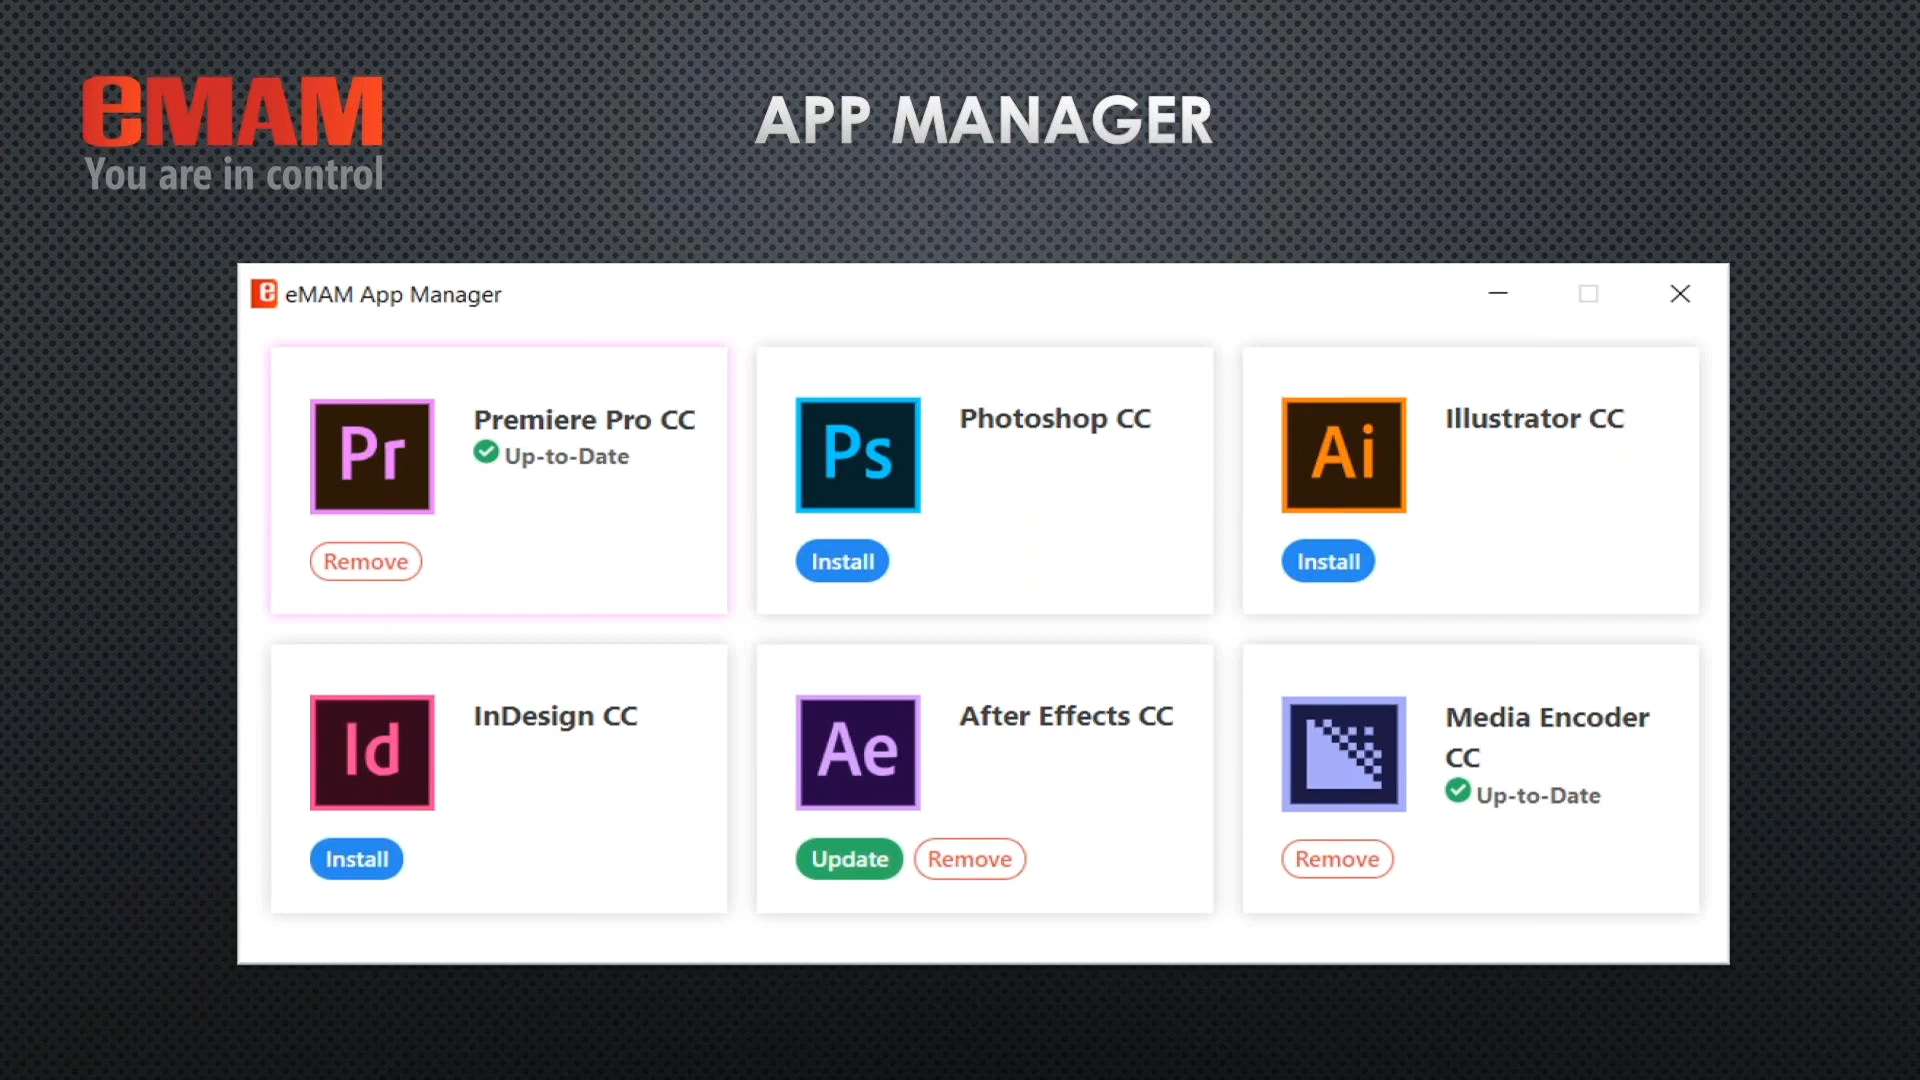 eMAM
You are in control
APP MANAGER
e eMAM App Manager
Pr
Premiere Pro CC
Up-to-Date
Remove
Ps
Photoshop CC
Install
Ai
Illustrator CC
Install
Id
InDesign CC
Install
Ae
After Effects CC
Update Remove
Media Encoder
CC
Up-to-Date
Remove